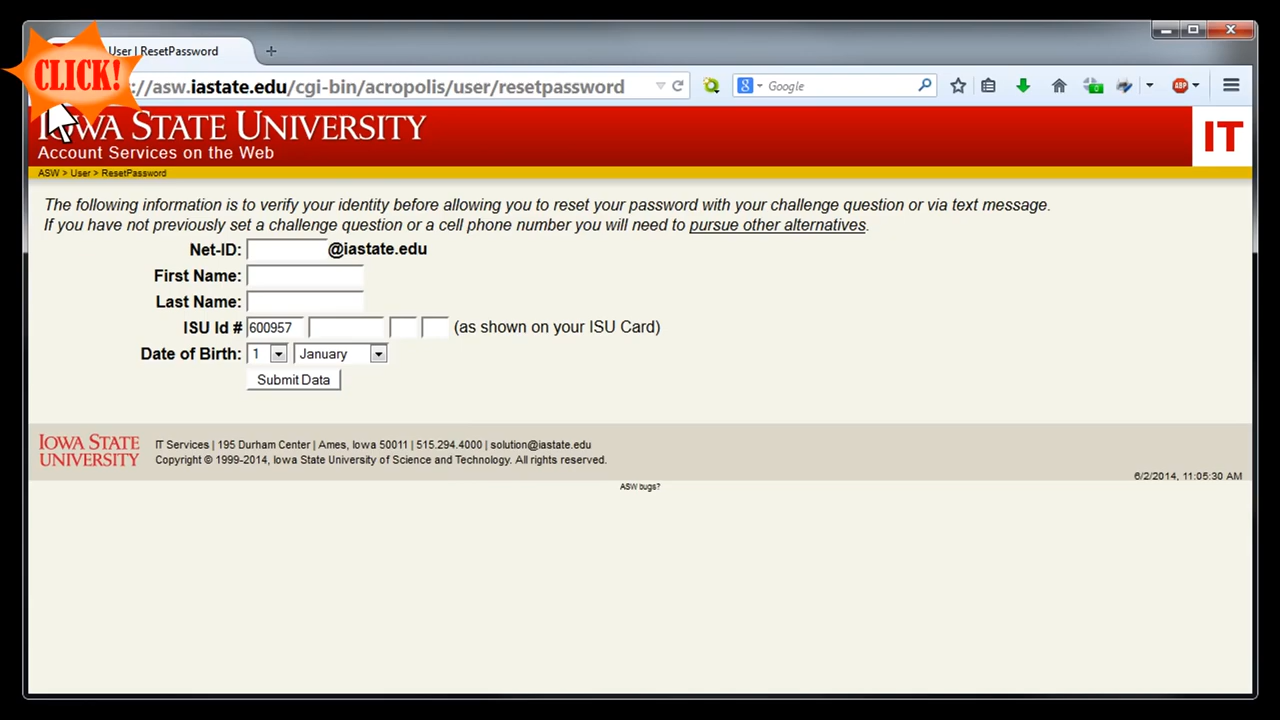 User | ResetPassword
CLICK!
://asw.iastate.edu/cgi-bin/acropolis/user/resetpassword
8 Google
0
ABP
IOWA STATE UNIVERSITY
Account Services on the Web
IT
ASW > User > ResetPassword
The following information is to verify your identity before allowing you to reset your password with your challenge question or via text message.
If you have not previously set a challenge question or a cell phone number you will need to pursue other alternatives.
Net-ID: @iastate.edu
First Name:
Last Name:
ISU Id # 600957 (as shown on your ISU Card)
Date of Birth: 1 January
Submit Data
IOWA STATE
UNIVERSITY
IT Services | 195 Durham Center | Ames, Iowa 50011 | 515.294.4000 | solution@iastate.edu
Copyright © 1999-2014, Iowa State University of Science and Technology. All rights reserved.
6/2/2014, 11:05:30 AM
ASW bugs?